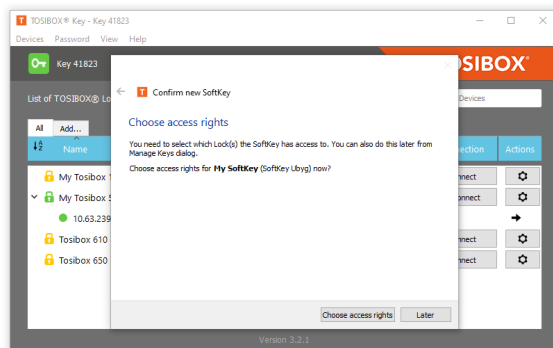 TOSIBOX® Key - Key 41823
Devices Password View Help
Key 41823
SIBOX®
List of TOSIBOX® Lo
Devices
All Add...
Name
ection Actions
My Tosibox
nnect
My Tosibox 5
onnect
10.63.239
Tosibox 610
nnect
Tosibox 650
nnect
Confirm new SoftKey
Choose access rights
You need to select which Lock(s) the SoftKey has access to. You can also do this later from
Manage Keys dialog.
Choose access rights for My SoftKey (SoftKey Ubyg) now?
Choose access rights Later
Version 3.2.1